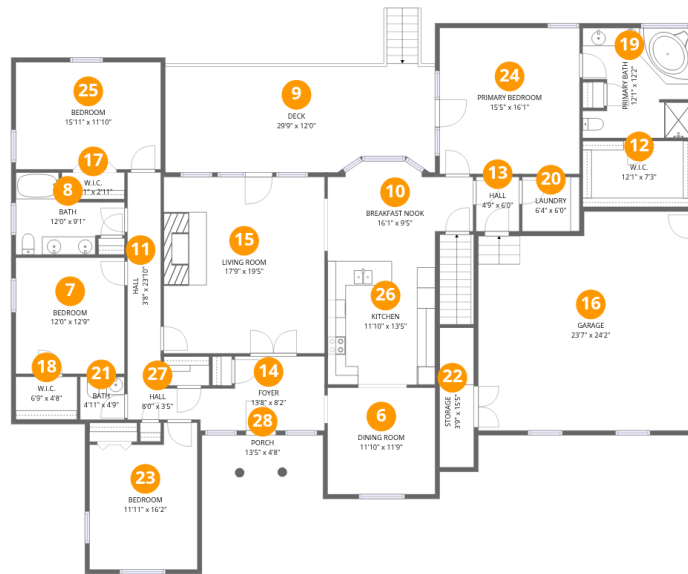 19
25
BEDROOM
15'11" x 11'10"
9
DECK
29'9" x 12'0"
24
PRIMARY BEDROOM
15'5" x 16'1"
PRIMARY BATH
12'1" x 12'2"
17
W.I.C.
2'11"
8
BATH
12'0" x 9'1"
12
W.I.C.
12'1" x 7'3"
13
HALL
4'9" x 6'0"
20
LAUNDRY
6'4" x 6'0"
10
BREAKFAST NOOK
16'1" x 9'5"
11
HALL
3'8" x 23'10"
15
LIVING ROOM
17'9" x 19'5"
7
BEDROOM
12'0" x 12'9"
26
KITCHEN
11'10" x 13'5"
16
GARAGE
23'7" x 24'2"
18
W.I.C.
6'9" x 4'8"
21
BATH
4'11" x 4'9"
27
HALL
8'0" x 3'5"
14
FOYER
13'8" x 8'2"
22
STORAGE
3'9" x 15'5"
28
PORCH
13'5" x 4'8"
6
DINING ROOM
11'10" x 11'9"
23
BEDROOM
11'11" x 16'2"